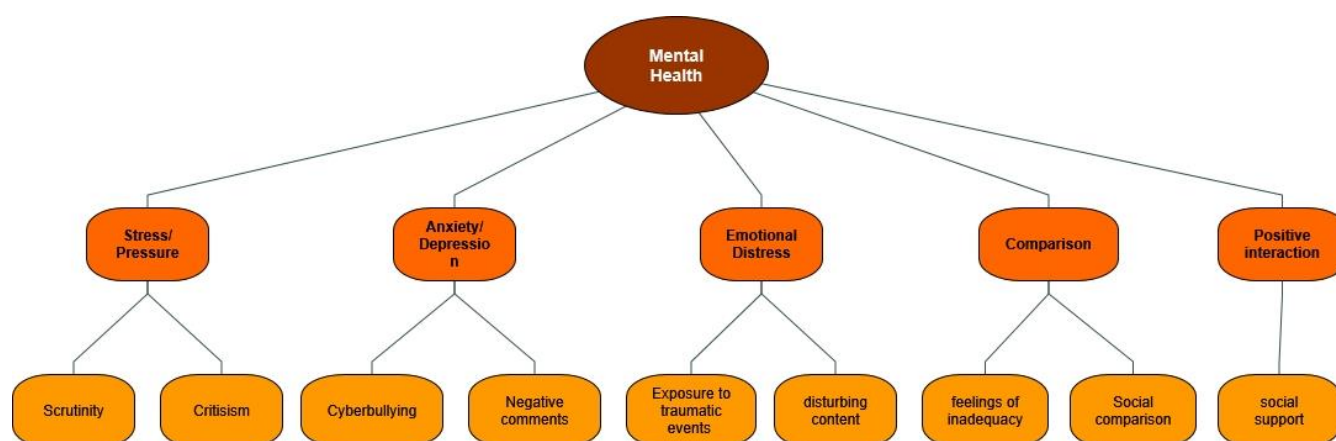 Mental
Health
Stress/
Pressure
Anxiety/
Depressio
n
Emotional
Distress
Comparison
Positive
interaction
Scrutinity
Critisism
Cyberbullying
Negative
comments
Exposure to
traumatic
events
disturbing
content
feelings of
inadequacy
Social
comparison
social
support